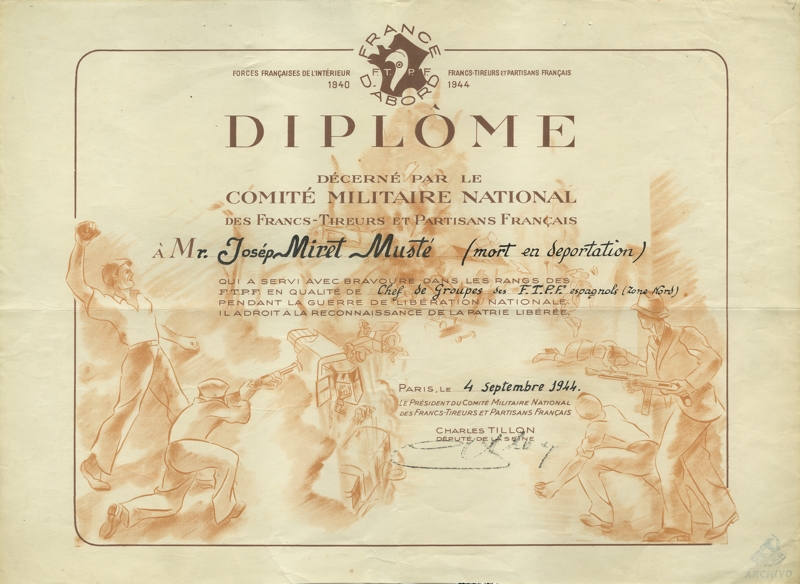 FRANCE
F.T.P.F
D'ABORD
FORCES FRANÇAISES DE L'INTÉRIEUR
1940
FRANCS-TIREURS ET PARTISANS FRANÇAIS
1944
DIPLÔME
DÉCERNÉ PAR LE
COMITÉ MILITAIRE NATIONAL
DES FRANCS-TIREURS ET PARTISANS FRANÇAIS
À Mr. Josép Miret Musté (mort en deportation)
QUI A SERVI AVEC BRAVOURE DANS LES RANGS DES
F.T.P.F. EN QUALITÉ DE Chef de Groupes des F.T.P.F. espagnols (Zone Nord)
PENDANT LA GUERRE DE LIBÉRATION NATIONALE.
IL A DROIT A LA RECONNAISSANCE DE LA PATRIE LIBÉRÉE.
PARIS, LE 4 Septembre 1944.
LE PRÉSIDENT DU COMITÉ MILITAIRE NATIONAL
DES FRANCS-TIREURS ET PARTISANS FRANÇAIS
CHARLES TILLON
DÉPUTÉ DE LA SEINE
ARCHIVO